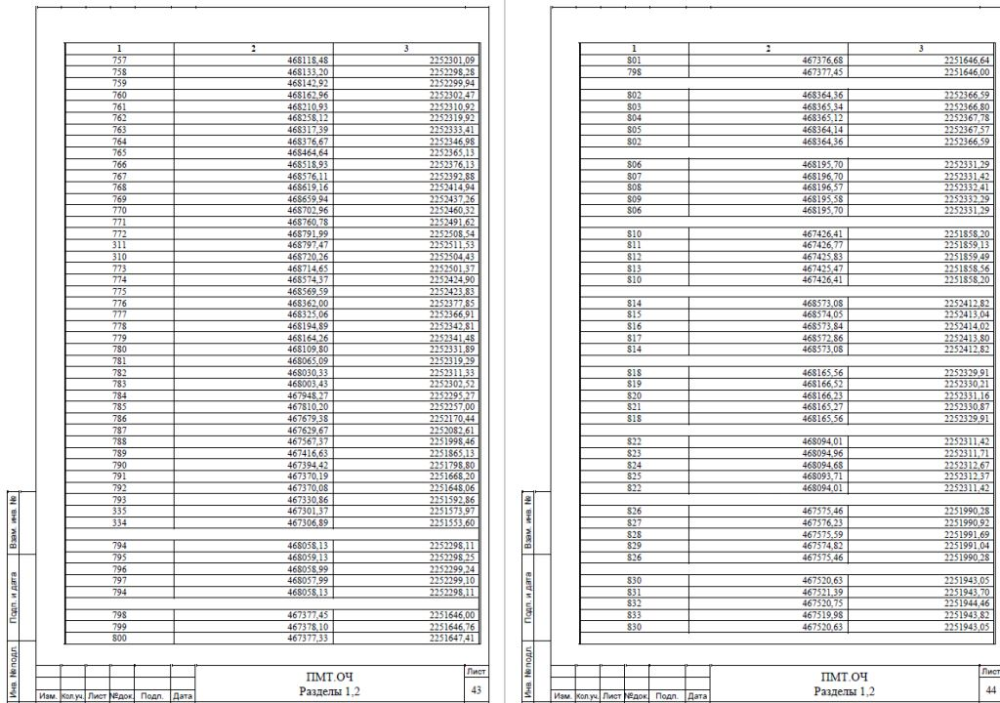 1 2 3
757 468118,48 2252301,09
758 468133,20 2252298,28
759 468142,92 2252299,94
760 468162,96 2252302,47
761 468210,93 2252310,92
762 468258,12 2252319,92
763 468317,39 2252333,41
764 468376,67 2252346,98
765 468464,64 2252365,13
766 468518,93 2252376,13
767 468576,11 2252392,88
768 468619,16 2252414,94
769 468659,94 2252437,26
770 468702,96 2252460,32
771 468760,78 2252491,62
772 468791,99 2252508,54
311 468797,47 2252511,53
310 468720,26 2252504,43
773 468714,65 2252501,37
774 468574,37 2252424,90
775 468569,59 2252423,83
776 468362,00 2252377,85
777 468325,06 2252366,91
778 468194,89 2252342,81
779 468164,26 2252341,48
780 468109,80 2252331,89
781 468065,09 2252319,29
782 468030,33 2252311,33
783 468003,43 2252302,52
784 467948,27 2252295,27
785 467810,20 2252257,00
786 467679,38 2252170,44
787 467629,67 2252082,61
788 467567,37 2251998,46
789 467416,63 2251865,13
790 467394,42 2251798,80
791 467370,19 2251668,20
792 467370,08 2251648,06
793 467330,86 2251592,86
335 467301,37 2251573,97
334 467306,89 2251553,60
794 468058,13 2252298,11
795 468059,13 2252298,25
796 468058,99 2252299,24
797 468057,99 2252299,10
794 468058,13 2252298,11
798 467377,45 2251646,00
799 467378,10 2251646,76
800 467377,33 2251647,41
Взам. инв. №
Подп. и дата
Инв. №подл.
Изм. Кол.уч. Лист №док. Подп. Дата
ПМТ.ОЧ
Разделы 1,2
Лист
43
1 2 3
801 467376,68 2251646,64
798 467377,45 2251646,00
802 468364,36 2252366,59
803 468365,34 2252366,80
804 468365,12 2252367,78
805 468364,14 2252367,57
802 468364,36 2252366,59
806 468195,70 2252331,29
807 468196,70 2252331,42
808 468196,57 2252332,41
809 468195,58 2252332,29
806 468195,70 2252331,29
810 467426,41 2251858,20
811 467426,77 2251859,13
812 467425,83 2251859,49
813 467425,47 2251858,56
810 467426,41 2251858,20
814 468573,08 2252412,82
815 468574,05 2252413,04
816 468573,84 2252414,02
817 468572,86 2252413,80
814 468573,08 2252412,82
818 468165,56 2252329,91
819 468166,52 2252330,21
820 468166,23 2252331,16
821 468165,27 2252330,87
818 468165,56 2252329,91
822 468094,01 2252311,42
823 468094,96 2252311,71
824 468094,68 2252312,67
825 468093,71 2252312,37
822 468094,01 2252311,42
826 467575,46 2251990,28
827 467576,23 2251990,92
828 467575,59 2251991,69
829 467574,82 2251991,04
826 467575,46 2251990,28
830 467520,63 2251943,05
831 467521,39 2251943,70
832 467520,75 2251944,46
833 467519,98 2251943,82
830 467520,63 2251943,05
Взам. инв. №
Подп. и дата
Инв. №подл.
Изм. Кол.уч. Лист №док. Подп. Дата
ПМТ.ОЧ
Разделы 1,2
Лист
44